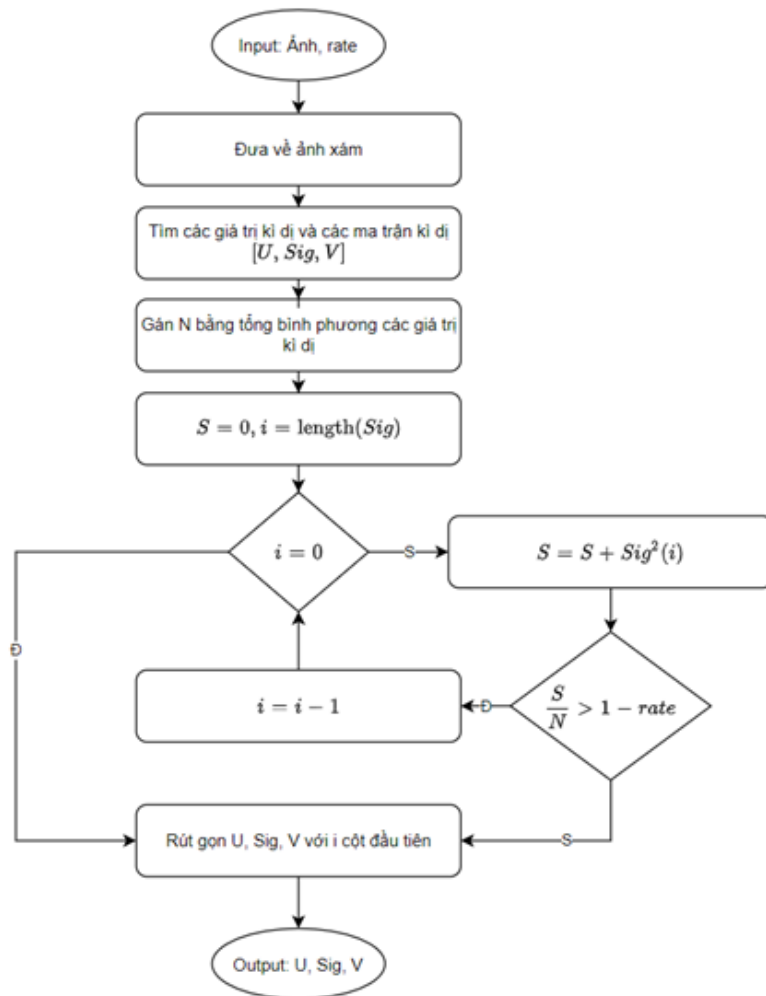 Input: Ảnh, rate
Đưa về ảnh xám
Tìm các giá trị kì dị và các ma trận kì dị
[U, Sig, V]
Gán N bằng tổng bình phương các giá trị
kì dị
S = 0, i = length(Sig)
i = 0
S
S = S + Sig²(i)
Đ
i = i − 1
Đ
S/N > 1 − rate
Rút gọn U, Sig, V với i cột đầu tiên
S
Output: U, Sig, V